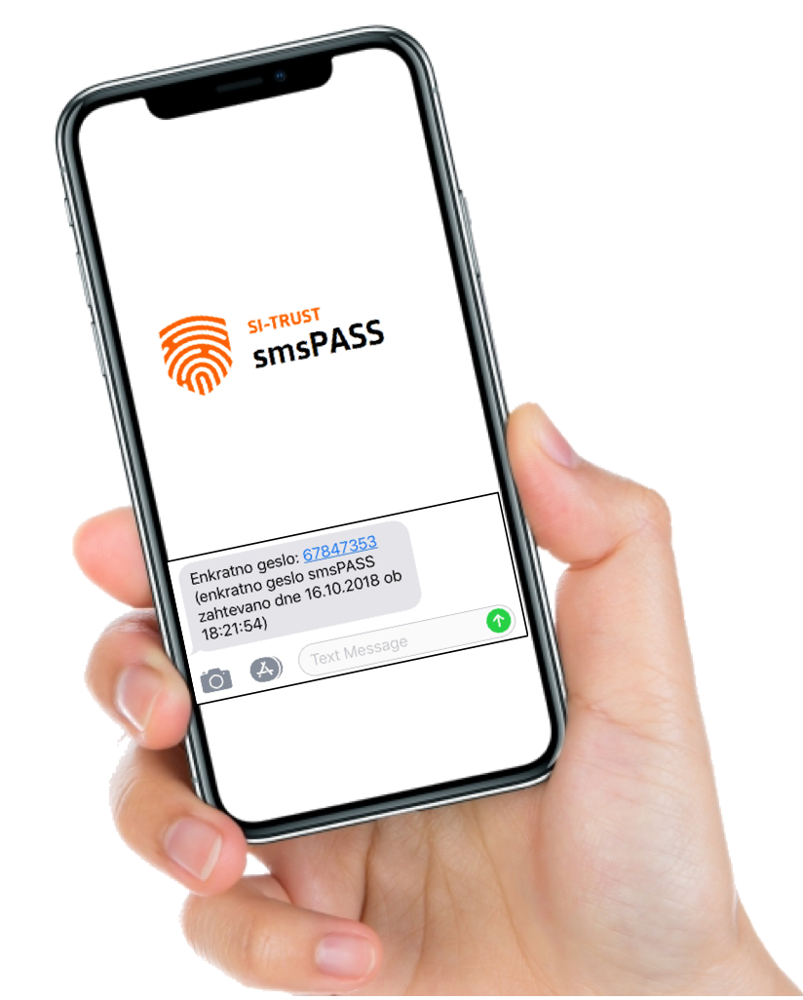 SI-TRUST
smsPASS
Enkratno geslo: 67847353
(enkratno geslo smsPASS
zahtevano dne 16.10.2018 ob
18:21:54)
Text Message